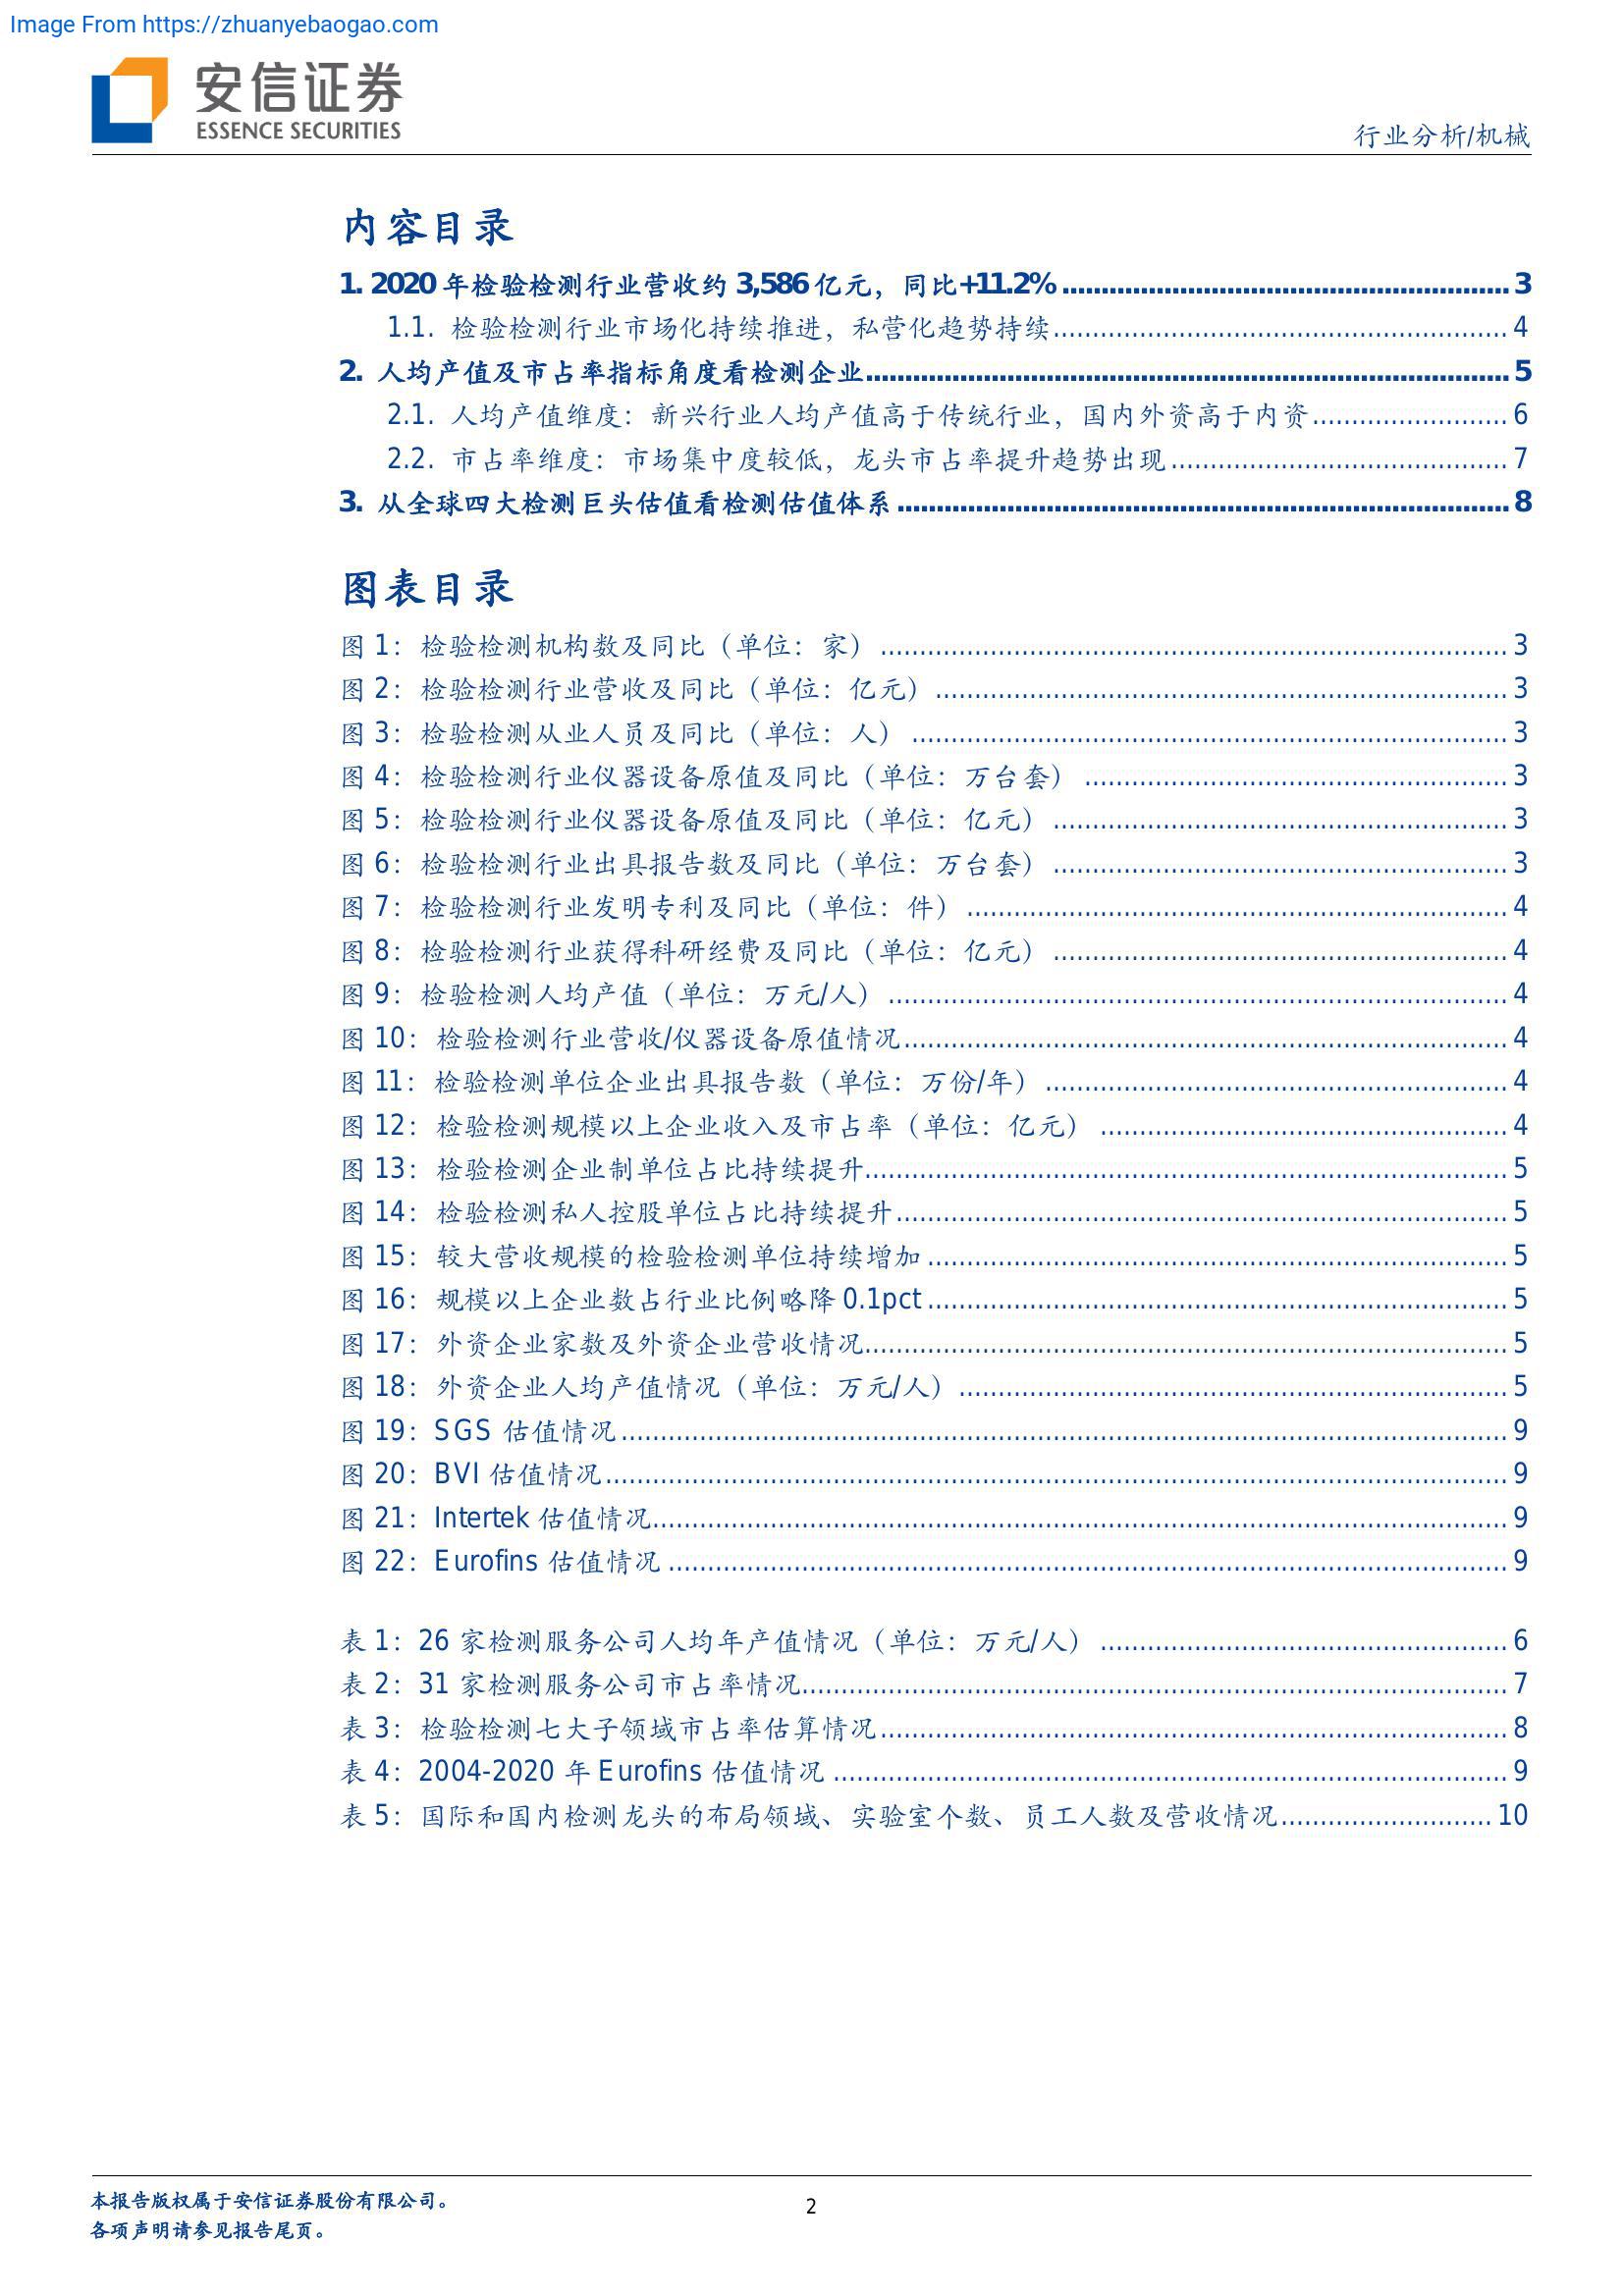 Image From https://zhuanyebaogao.com
安信证券
ESSENCE SECURITIES
行业分析/机械
内容目录
1. 2020 年检验检测行业营收约 3,586 亿元，同比+11.2% ........ 3
1.1. 检验检测行业市场化持续推进，私营化趋势持续 ........ 4
2. 人均产值及市占率指标角度看检测企业 ........ 5
2.1. 人均产值维度：新兴行业人均产值高于传统行业，国内外资高于内资 ........ 6
2.2. 市占率维度：市场集中度较低，龙头市占率提升趋势出现 ........ 7
3. 从全球四大检测巨头估值看检测估值体系 ........ 8
图表目录
图 1：检验检测机构数及同比（单位：家） ........ 3
图 2：检验检测行业营收及同比（单位：亿元） ........ 3
图 3：检验检测从业人员及同比（单位：人） ........ 3
图 4：检验检测行业仪器设备原值及同比（单位：万台套） ........ 3
图 5：检验检测行业仪器设备原值及同比（单位：亿元） ........ 3
图 6：检验检测行业出具报告数及同比（单位：万台套） ........ 3
图 7：检验检测行业发明专利及同比（单位：件） ........ 4
图 8：检验检测行业获得科研经费及同比（单位：亿元） ........ 4
图 9：检验检测人均产值（单位：万元/人） ........ 4
图 10：检验检测行业营收/仪器设备原值情况 ........ 4
图 11：检验检测单位企业出具报告数（单位：万份/年） ........ 4
图 12：检验检测规模以上企业收入及市占率（单位：亿元） ........ 4
图 13：检验检测企业制单位占比持续提升 ........ 5
图 14：检验检测私人控股单位占比持续提升 ........ 5
图 15：较大营收规模的检验检测单位持续增加 ........ 5
图 16：规模以上企业数占行业比例略降 0.1pct ........ 5
图 17：外资企业家数及外资企业营收情况 ........ 5
图 18：外资企业人均产值情况（单位：万元/人） ........ 5
图 19：SGS 估值情况 ........ 9
图 20：BVI 估值情况 ........ 9
图 21：Intertek 估值情况 ........ 9
图 22：Eurofins 估值情况 ........ 9
表 1：26 家检测服务公司人均年产值情况（单位：万元/人） ........ 6
表 2：31 家检测服务公司市占率情况 ........ 7
表 3：检验检测七大子领域市占率估算情况 ........ 8
表 4：2004-2020 年 Eurofins 估值情况 ........ 9
表 5：国际和国内检测龙头的布局领域、实验室个数、员工人数及营收情况 ........ 10
本报告版权属于安信证券股份有限公司。
2
各项声明请参见报告尾页。